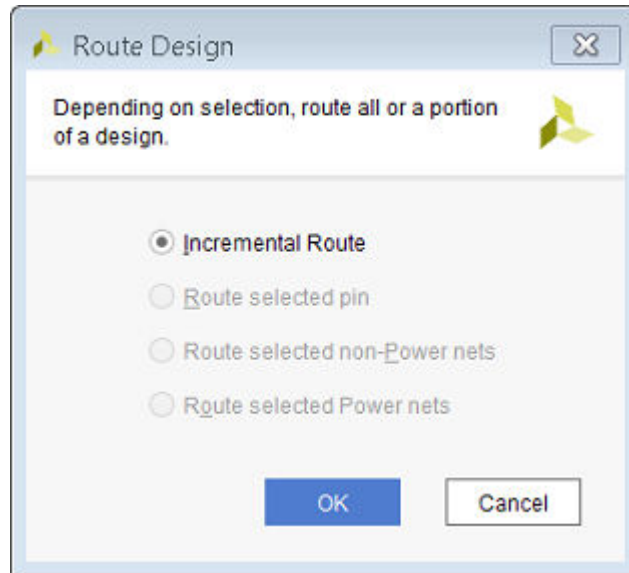 Route Design
Depending on selection, route all or a portion
of a design.
Incremental Route
Route selected pin
Route selected non-Power nets
Route selected Power nets
OK
Cancel